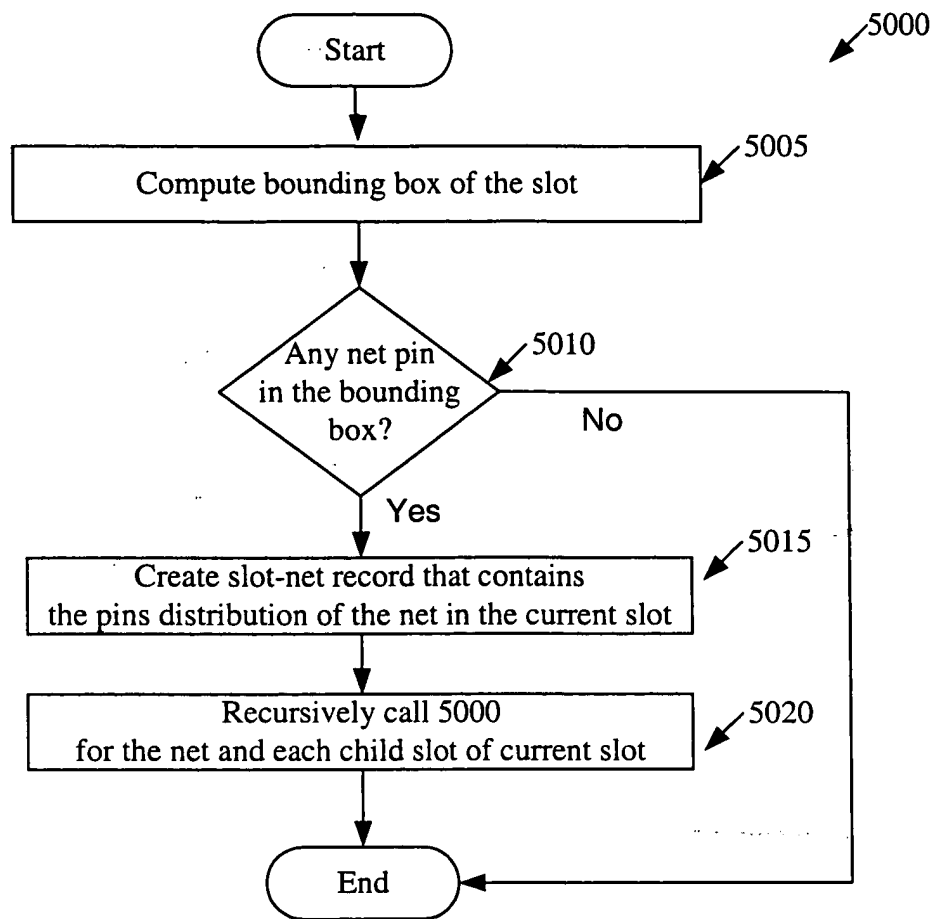 5000
Start
5005
Compute bounding box of the slot
5010
Any net pin
in the bounding
box?
No
Yes
5015
Create slot-net record that contains
the pins distribution of the net in the current slot
5020
Recursively call 5000
for the net and each child slot of current slot
End